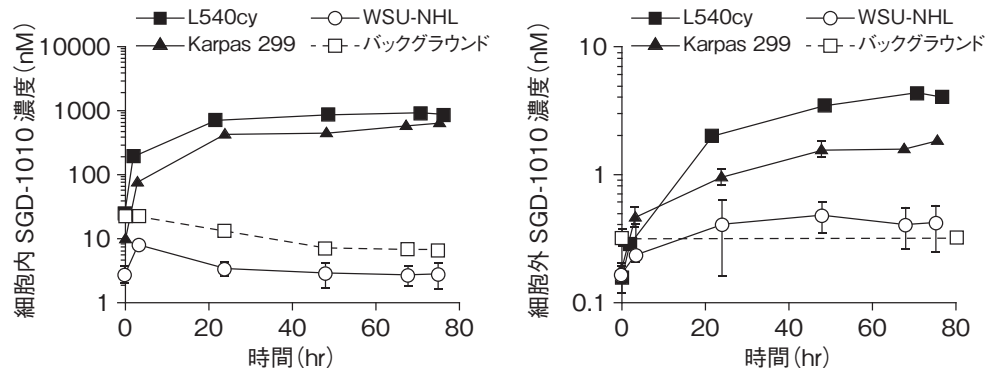 L540cy WSU-NHL
Karpas 299 バックグラウンド
細胞内 SGD-1010 濃度(nM)
10000
1000
100
10
1
0 20 40 60 80
時間(hr)
L540cy WSU-NHL
Karpas 299 バックグラウンド
細胞外 SGD-1010 濃度(nM)
10
1
0.1
0 20 40 60 80
時間(hr)